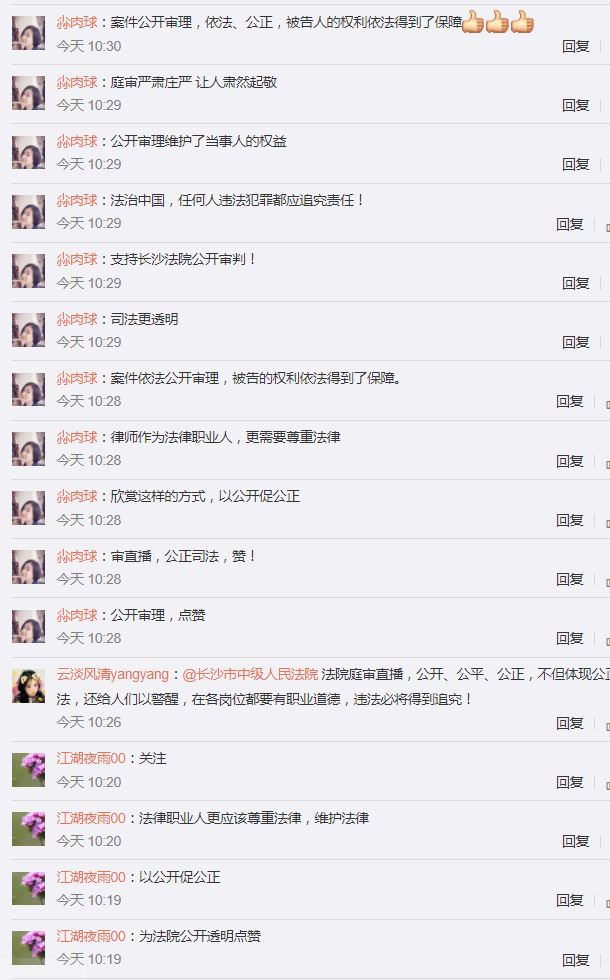 尛肉球：案件公开审理，依法、公正，被告人的权利依法得到了保障👍👍👍
今天 10:30
回复
尛肉球：庭审严肃庄严 让人肃然起敬
今天 10:29
回复
尛肉球：公开审理维护了当事人的权益
今天 10:29
回复
尛肉球：法治中国，任何人违法犯罪都应追究责任！
今天 10:29
回复
尛肉球：支持长沙法院公开审判！
今天 10:29
回复
尛肉球：司法更透明
今天 10:29
回复
尛肉球：案件依法公开审理，被告的权利依法得到了保障。
今天 10:28
回复
尛肉球：律师作为法律职业人，更需要尊重法律
今天 10:28
回复
尛肉球：欣赏这样的方式，以公开促公正
今天 10:28
回复
尛肉球：审直播，公正司法，赞！
今天 10:28
回复
尛肉球：公开审理，点赞
今天 10:28
回复
云淡风清yangyang：@长沙市中级人民法院 法院庭审直播，公开、公平、公正，不但体现公正
法，还给人们以警醒，在各岗位都要有职业道德，违法必将得到追究！
今天 10:26
回复
江湖夜雨00：关注
今天 10:20
回复
江湖夜雨00：法律职业人更应该尊重法律，维护法律
今天 10:20
回复
江湖夜雨00：以公开促公正
今天 10:19
回复
江湖夜雨00：为法院公开透明点赞
今天 10:19
回复